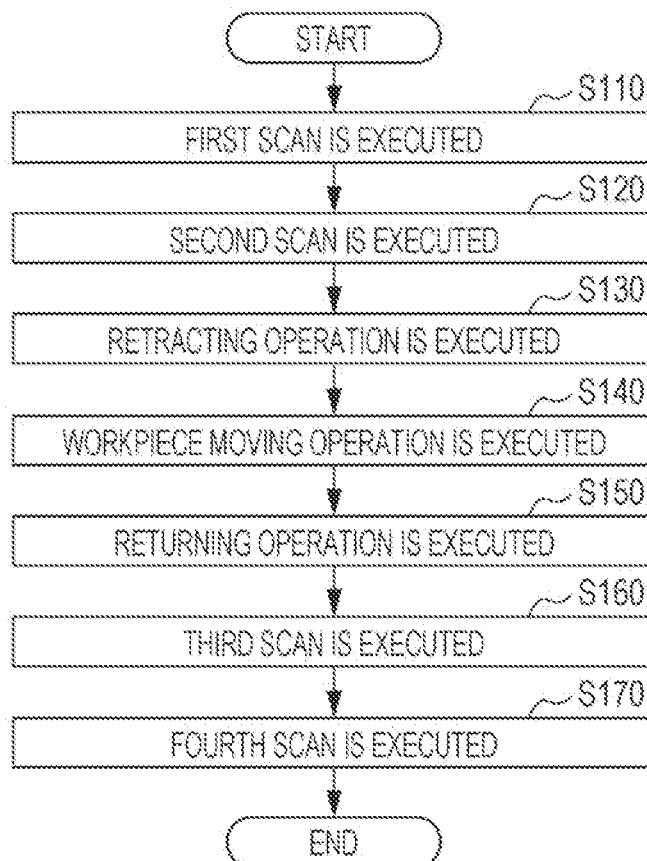 START
S110
FIRST SCAN IS EXECUTED
S120
SECOND SCAN IS EXECUTED
S130
RETRACTING OPERATION IS EXECUTED
S140
WORKPIECE MOVING OPERATION IS EXECUTED
S150
RETURNING OPERATION IS EXECUTED
S160
THIRD SCAN IS EXECUTED
S170
FOURTH SCAN IS EXECUTED
END